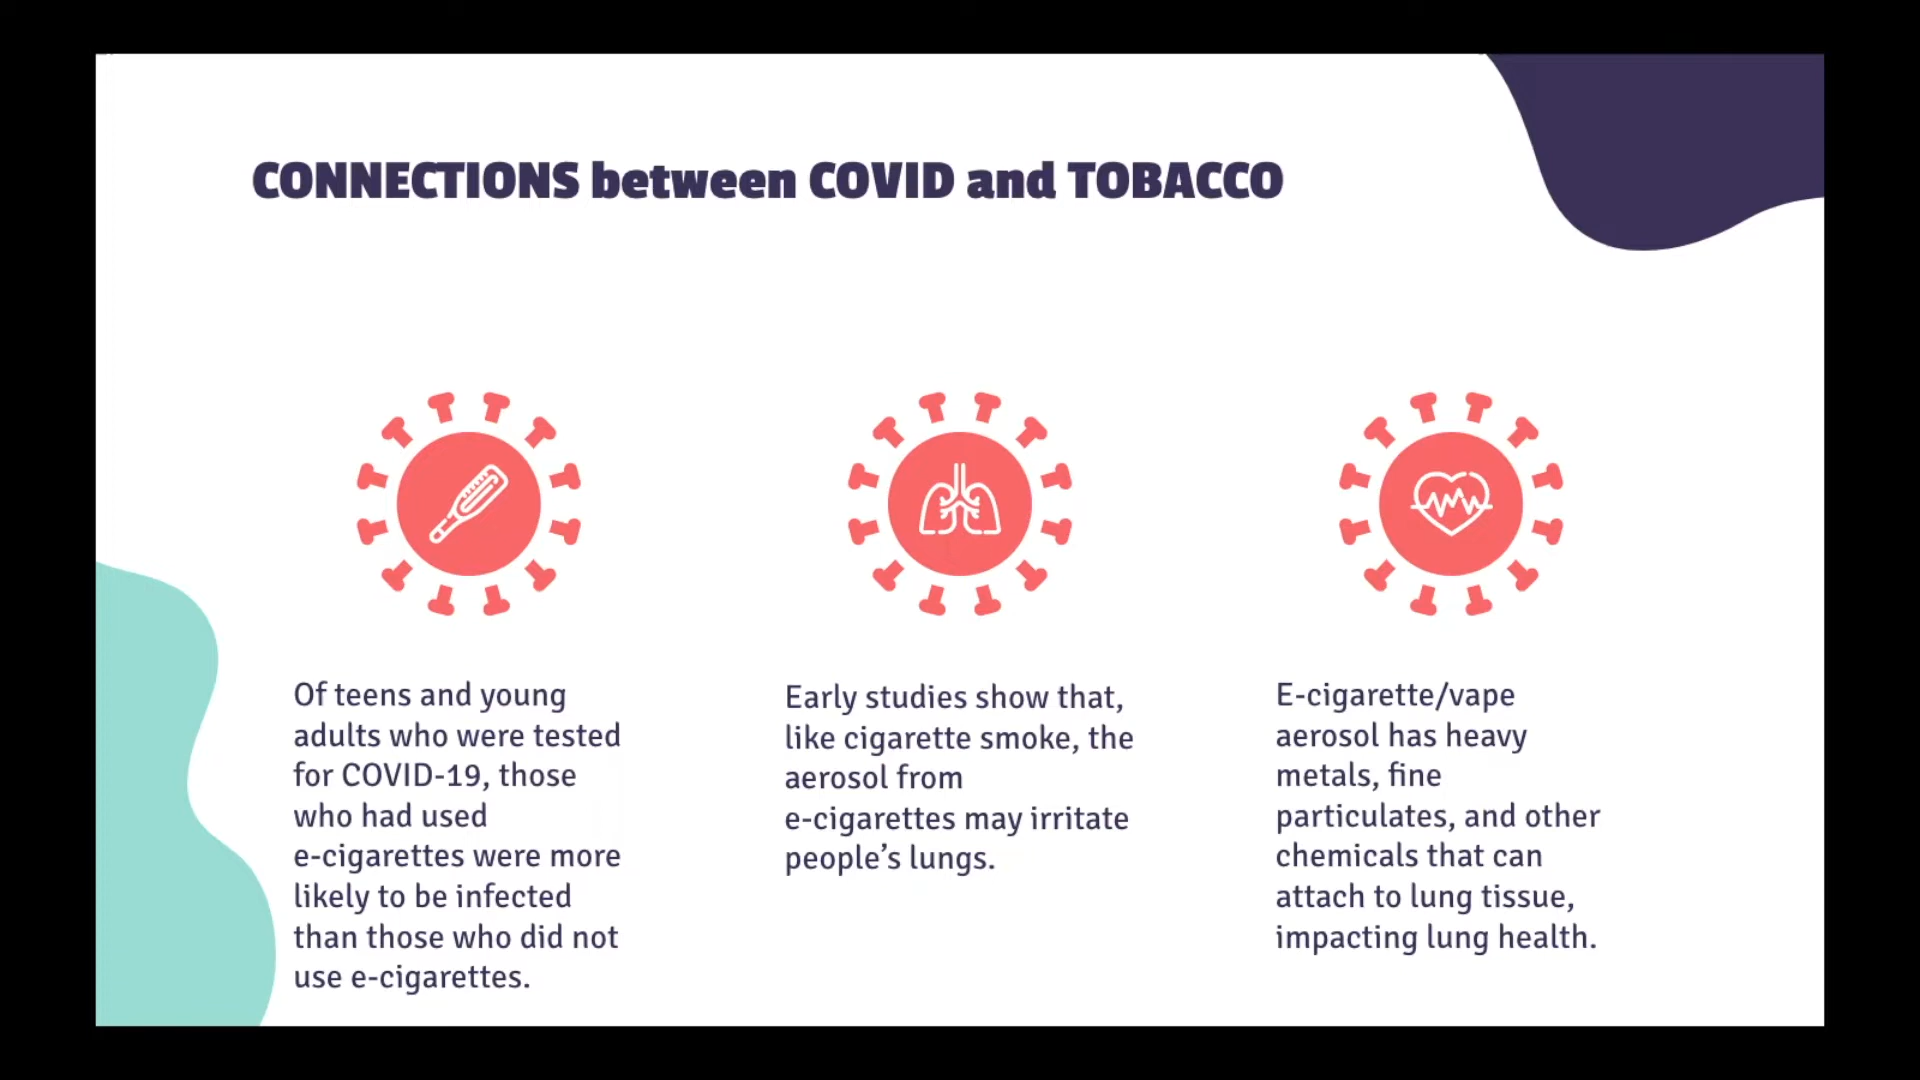 CONNECTIONS between COVID and TOBACCO
Of teens and young
adults who were tested
for COVID-19, those
who had used
e-cigarettes were more
likely to be infected
than those who did not
use e-cigarettes.
Early studies show that,
like cigarette smoke, the
aerosol from
e-cigarettes may irritate
people’s lungs.
E-cigarette/vape
aerosol has heavy
metals, fine
particulates, and other
chemicals that can
attach to lung tissue,
impacting lung health.